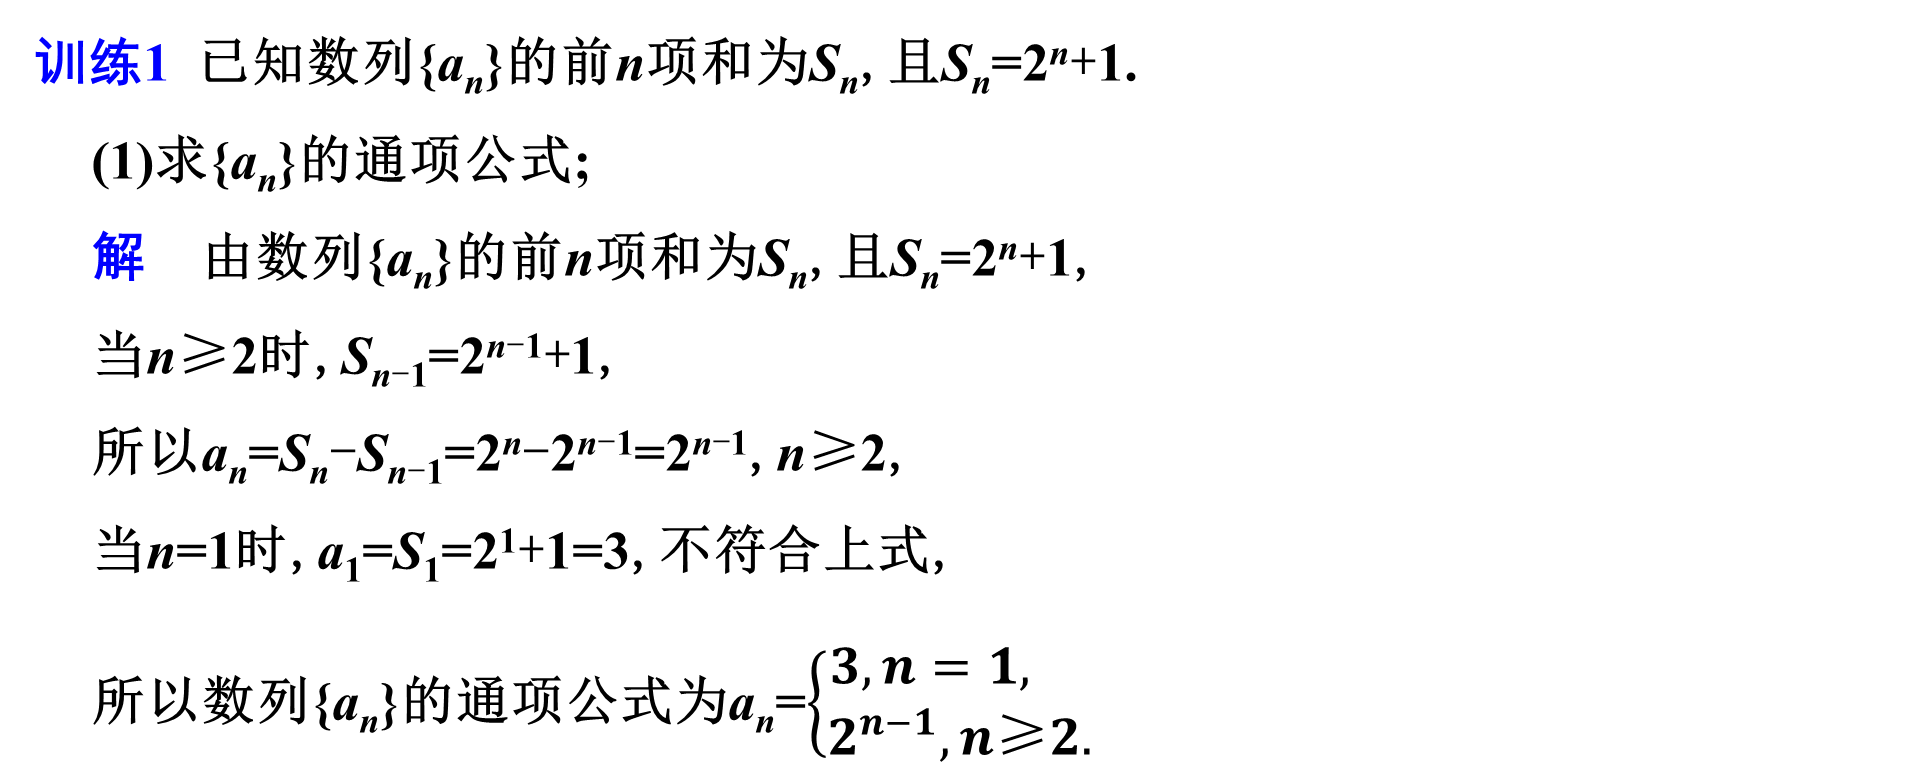 训练1 已知数列{aₙ}的前n项和为Sₙ, 且Sₙ=2ⁿ+1.
(1)求{aₙ}的通项公式;
解 由数列{aₙ}的前n项和为Sₙ, 且Sₙ=2ⁿ+1,
当n≥2时, Sₙ₋₁=2ⁿ⁻¹+1,
所以aₙ=Sₙ−Sₙ₋₁=2ⁿ−2ⁿ⁻¹=2ⁿ⁻¹, n≥2,
当n=1时, a₁=S₁=2¹+1=3, 不符合上式,
所以数列{aₙ}的通项公式为aₙ={3, n = 1,
2ⁿ⁻¹, n≥2.